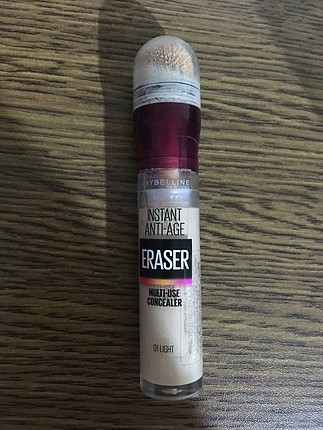 MAYBELLINE
INSTANT
ANTI-AGE
ERASER
MULTI-USE
CONCEALER
01 LIGHT